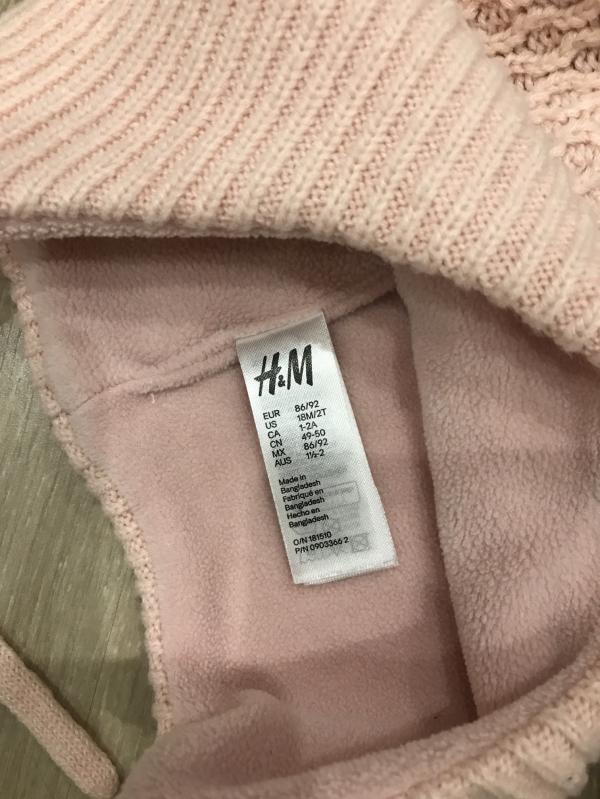 H&M
EUR 86/92
US 18M/2T
CA 1-2A
CN 49-50
MX 86/92
AUS 1½-2
Made in
Bangladesh
Fabriqué en
Bangladesh
Hecho en
Bangladesh
O/N 181510
P/N 0903366 2